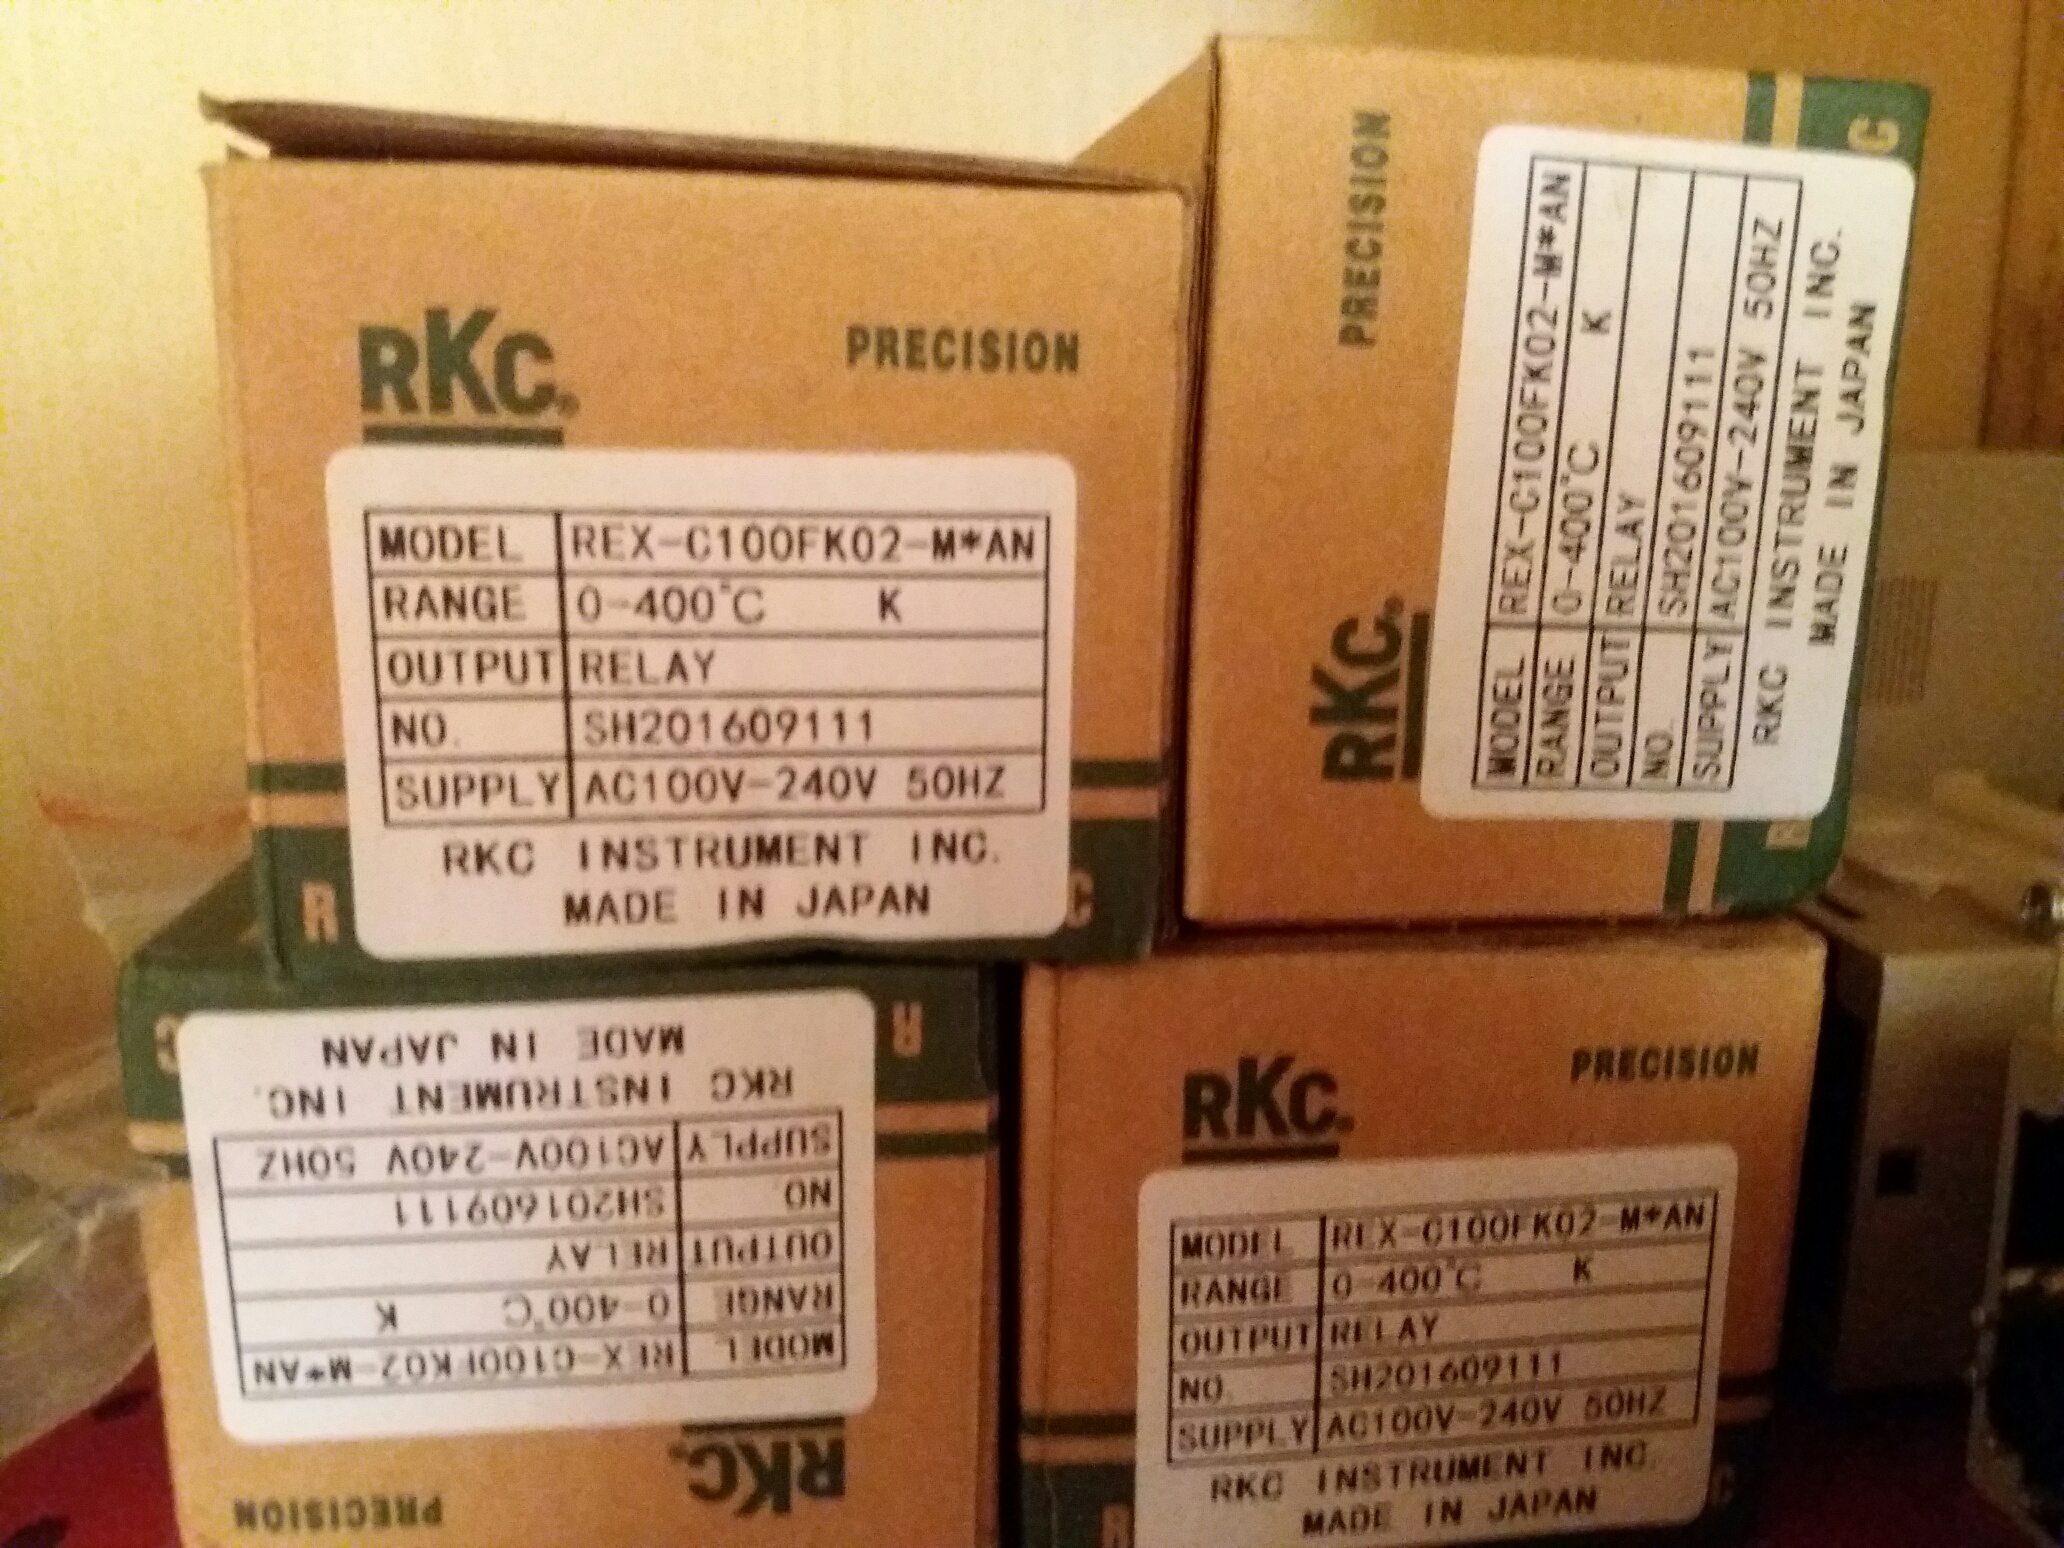 RKC®
PRECISION
MODEL REX-C100FK02-M*AN
RANGE 0-400℃ K
OUTPUT RELAY
NO. SH201609111
SUPPLY AC100V-240V 50HZ
RKC INSTRUMENT INC.
MADE IN JAPAN
R C
PRECISION
RKC®
MODEL REX-C100FK02-M*AN
RANGE 0-400℃ K
OUTPUT RELAY
NO. SH201609111
SUPPLY AC100V-240V 50HZ
RKC INSTRUMENT INC.
MADE IN JAPAN
G
RKC
PRECISION
MODEL REX-C100FK02-M*AN
RANGE 0-400℃ K
OUTPUT RELAY
NO. SH201609111
SUPPLY AC100V-240V 50HZ
RKC INSTRUMENT INC.
MADE IN JAPAN
R C
RKC
PRECISION
MODEL REX-C100FK02-M*AN
RANGE 0-400℃ K
OUTPUT RELAY
NO. SH201609111
SUPPLY AC100V-240V 50HZ
RKC INSTRUMENT INC.
MADE IN JAPAN
R C